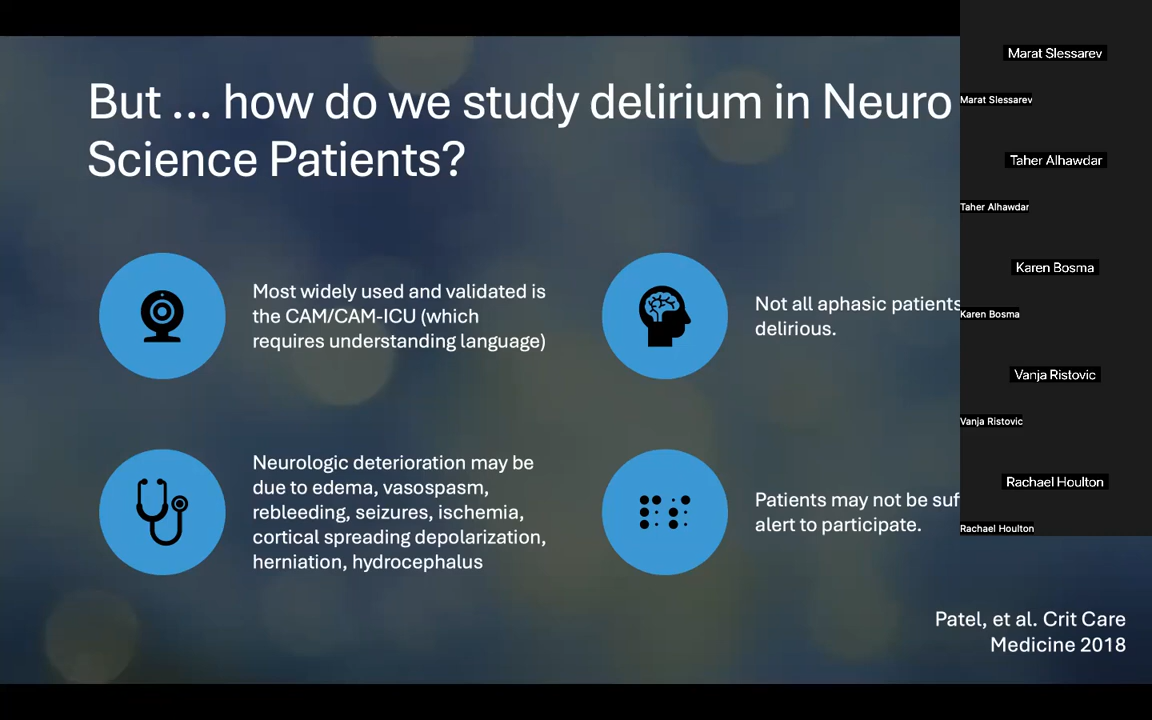 But ... how do we study delirium in Neuro
Science Patients?
Most widely used and validated is
the CAM/CAM-ICU (which
requires understanding language)
Not all aphasic patients
delirious.
Neurologic deterioration may be
due to edema, vasospasm,
rebleeding, seizures, ischemia,
cortical spreading depolarization,
herniation, hydrocephalus
Patients may not be suf
alert to participate.
Patel, et al. Crit Care
Medicine 2018
Marat Slessarev
Marat Slessarev
Taher Alhawdar
Taher Alhawdar
Karen Bosma
Karen Bosma
Vanja Ristovic
Vanja Ristovic
Rachael Houlton
Rachael Houlton